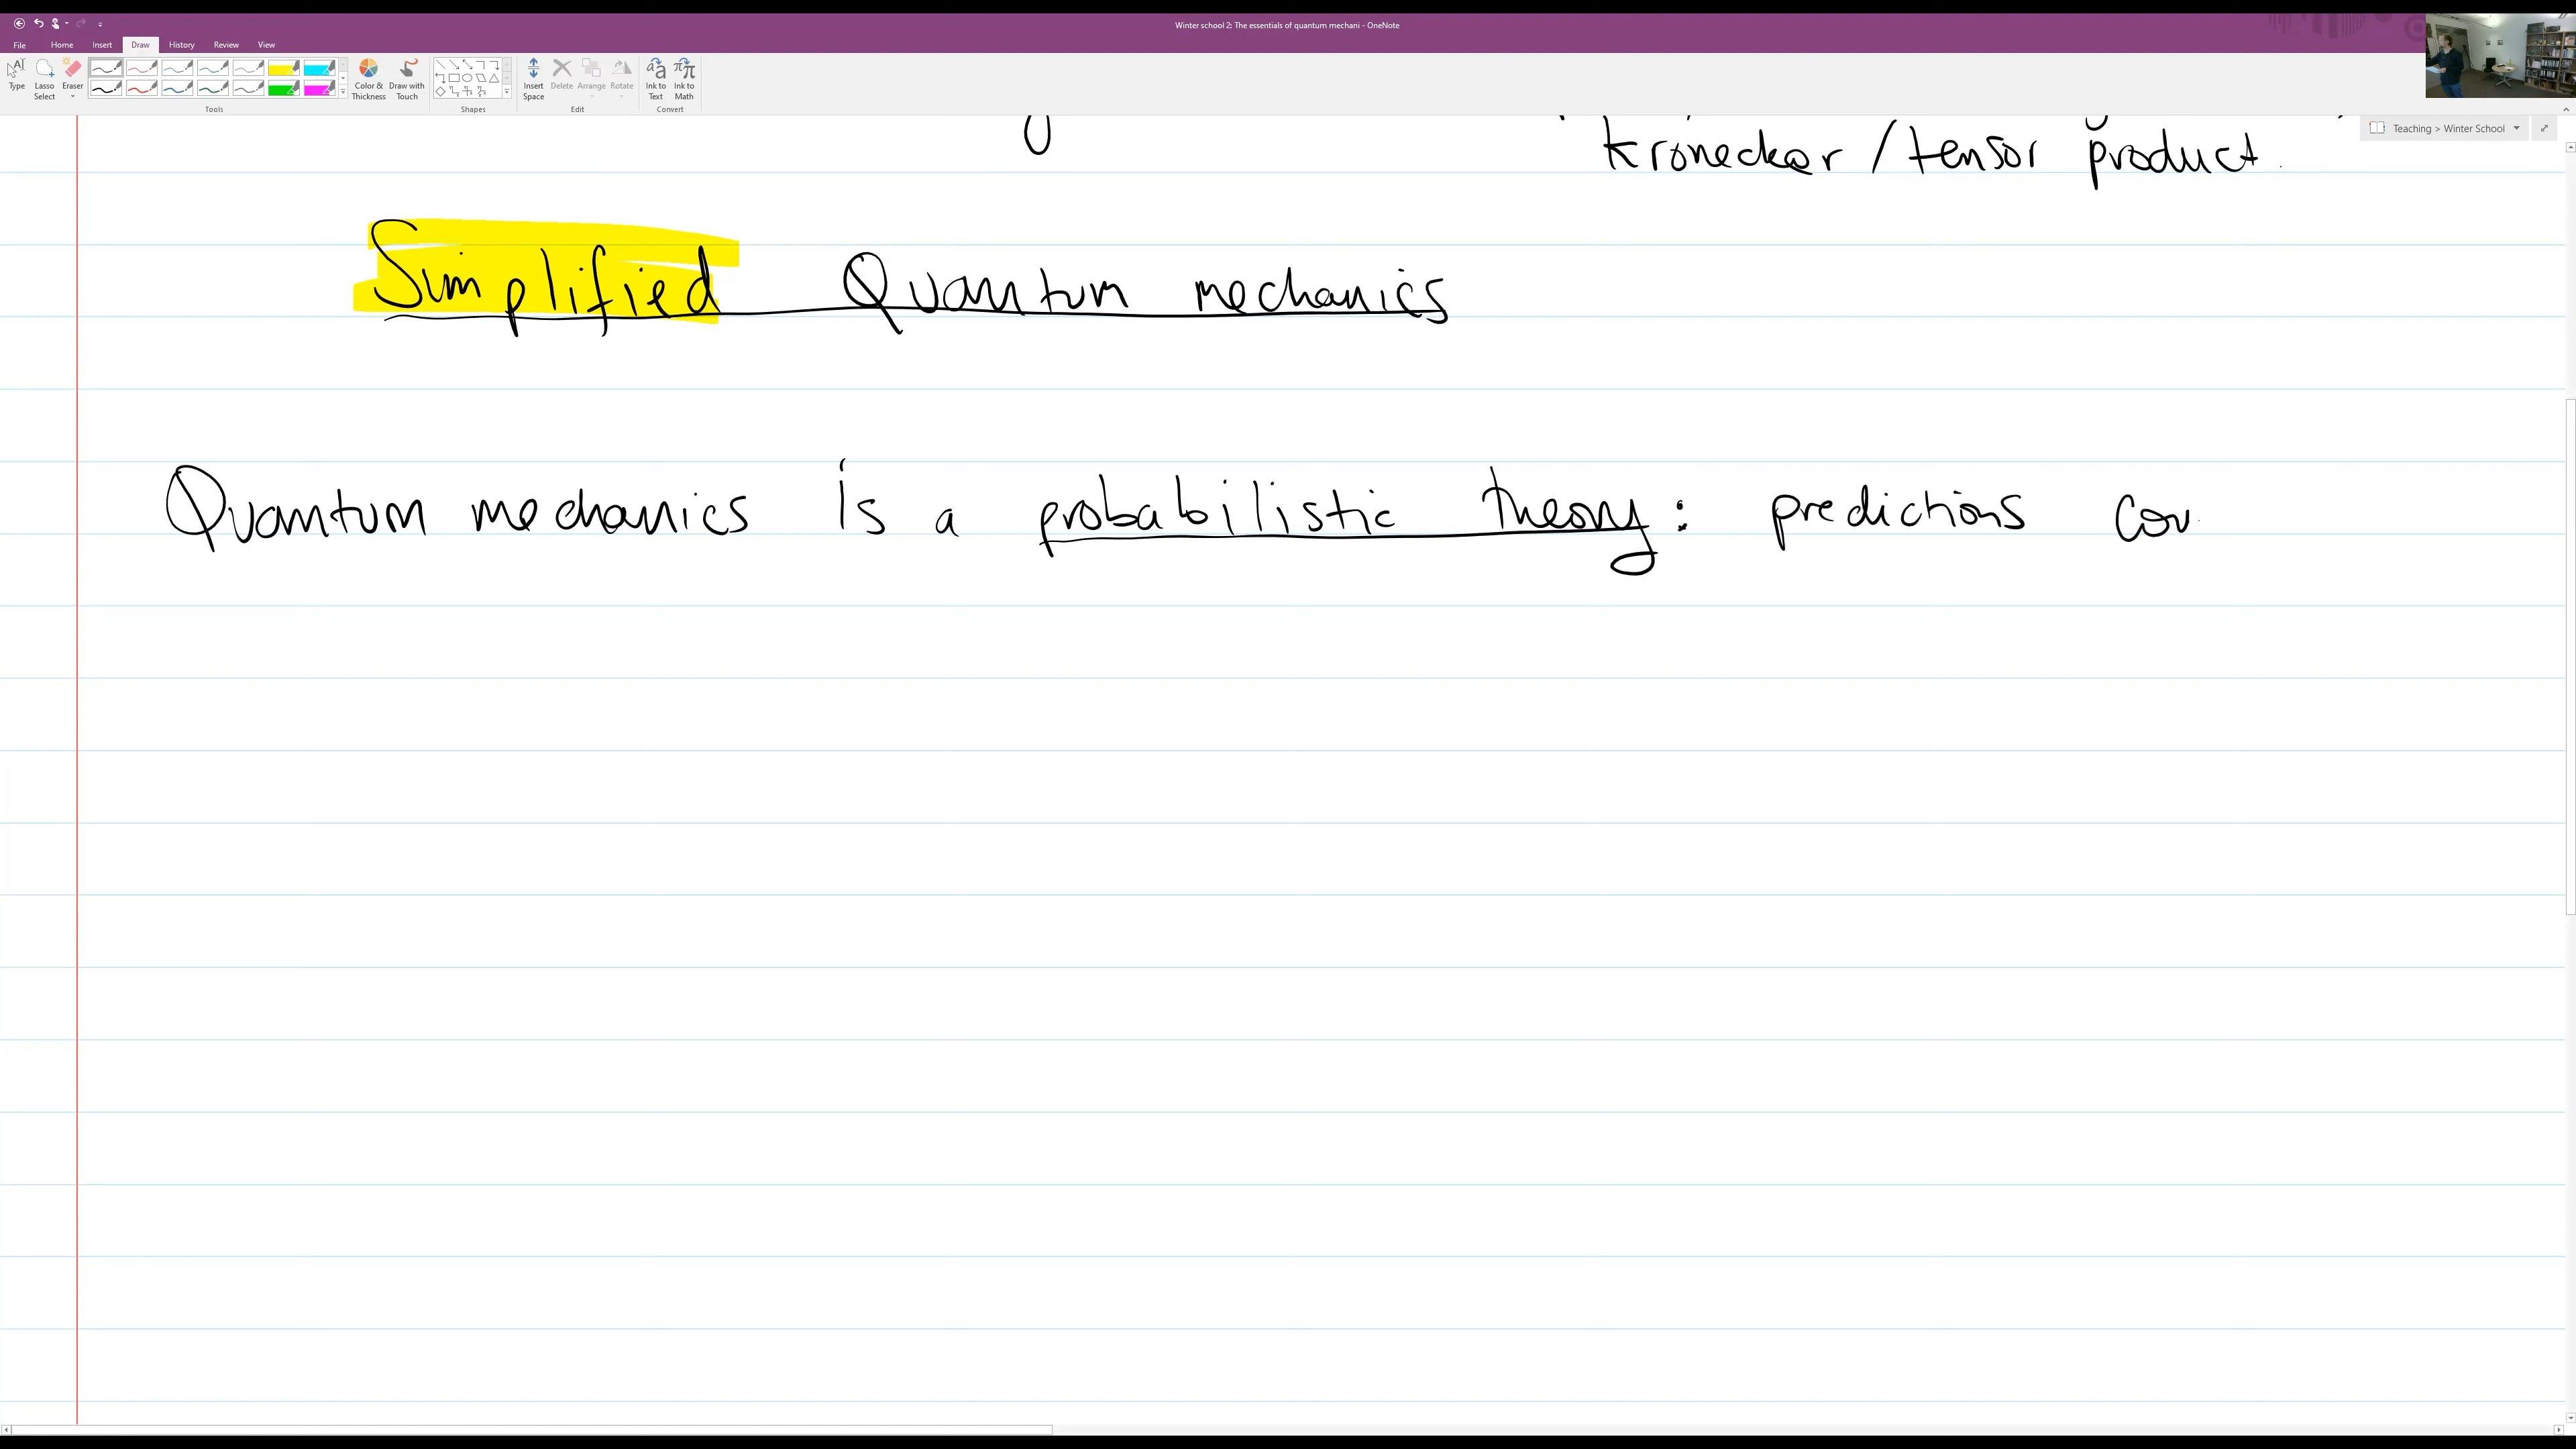 Winter school 2: The essentials of quantum mechani - OneNote
File Home Insert Draw History Review View
Type Lasso Select Eraser Color & Thickness Draw with Touch Insert Space Delete Arrange Rotate Ink to Text Ink to Math
Tools Shapes Edit Convert
Teaching > Winter School
Kronecker / tensor product.
Simplified Quantum mechanics
Quantum mechanics is a probabilistic theory: predictions con